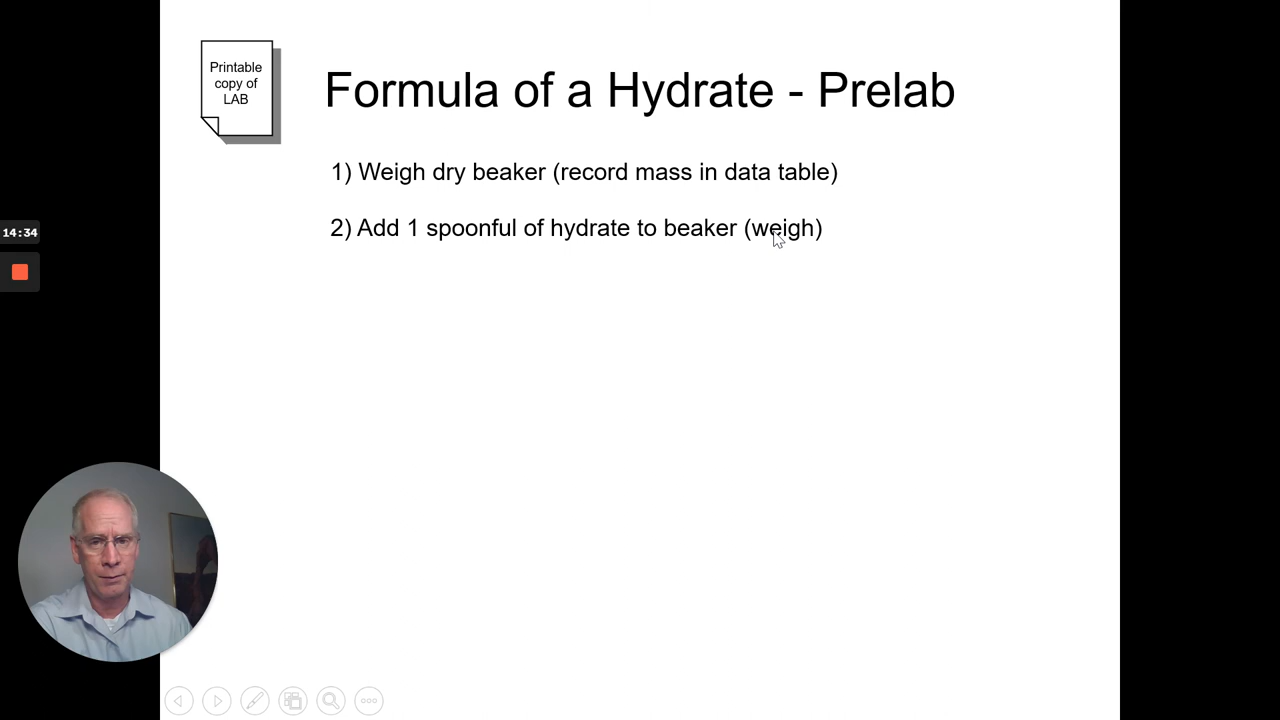 Printable
copy of
LAB
Formula of a Hydrate - Prelab
1) Weigh dry beaker (record mass in data table)
2) Add 1 spoonful of hydrate to beaker (weigh)
14:34